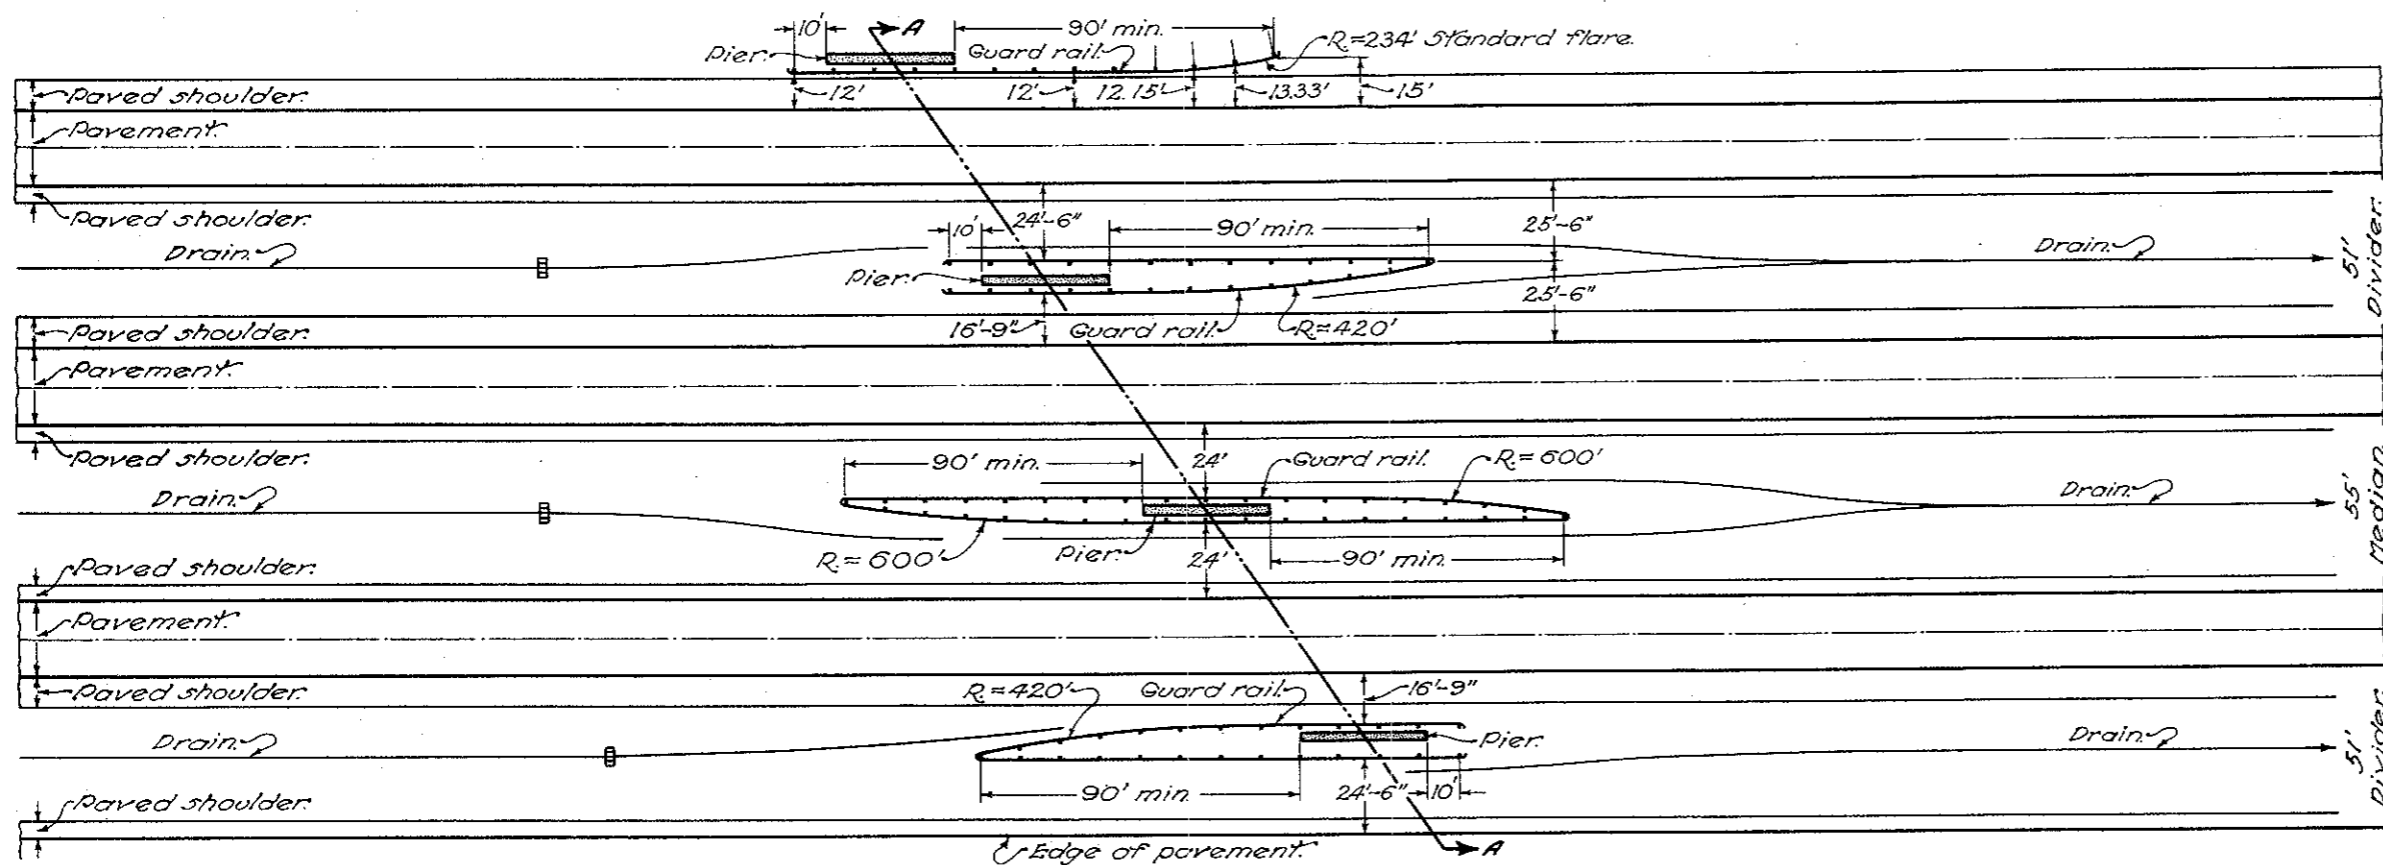 10' A 90' min.
Pier. Guard rail. R.=234' Standard flare.
Paved shoulder. 12' 12' 12.15' 13.33' 15'
Pavement.
Paved shoulder. 24'-6" 25'-6"
10' 90' min.
Drain. Drain.
Pier. 25'-6"
Paved shoulder. 16'-9" Guard rail. R.=420'
51' Divider.
Pavement.
Paved shoulder. 90' min. 24' Guard rail. R.=600'
Drain. Drain.
55' Median.
R.=600' Pier. 24' 90' min.
Paved shoulder.
Pavement.
Paved shoulder. R.=420' Guard rail. 16'-9"
Drain. Pier. Drain.
51' Divider.
Paved shoulder. 90' min. 24'-6" 10'
Edge of pavement. A